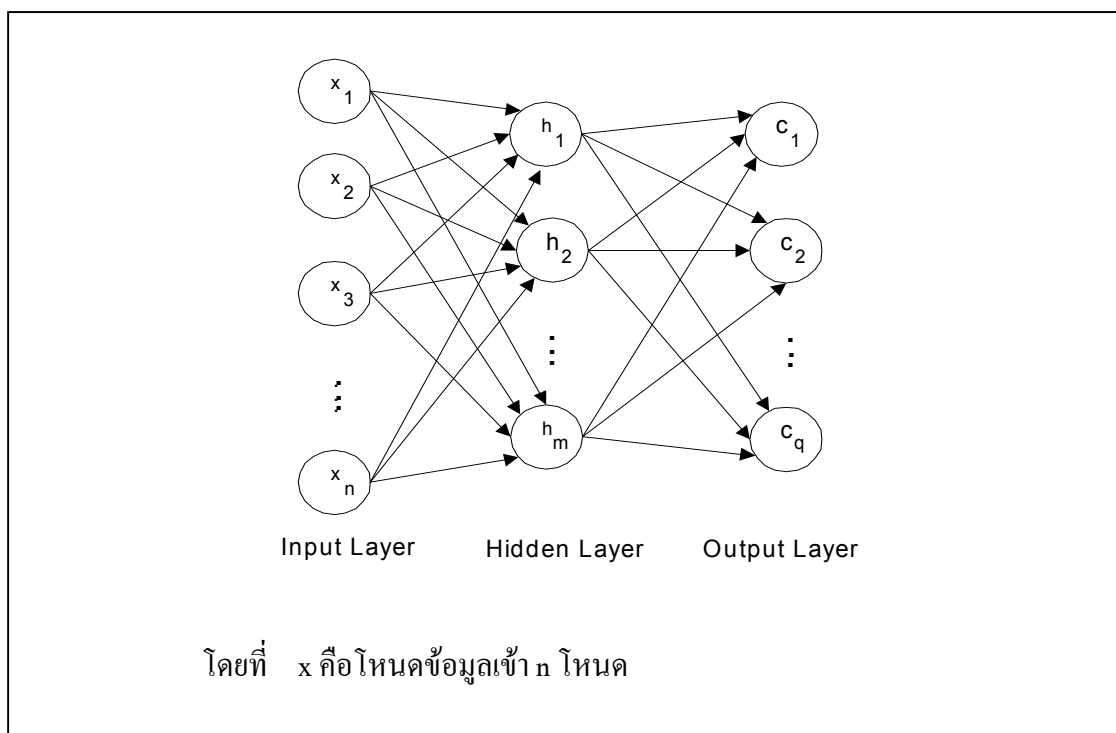 x1
h1
c1
x2
h2
c2
x3
⋮
⋮
⋮
hm
cq
xn
Input Layer
Hidden Layer
Output Layer
โดยที่ x คือโหนดข้อมูลเข้า n โหนด